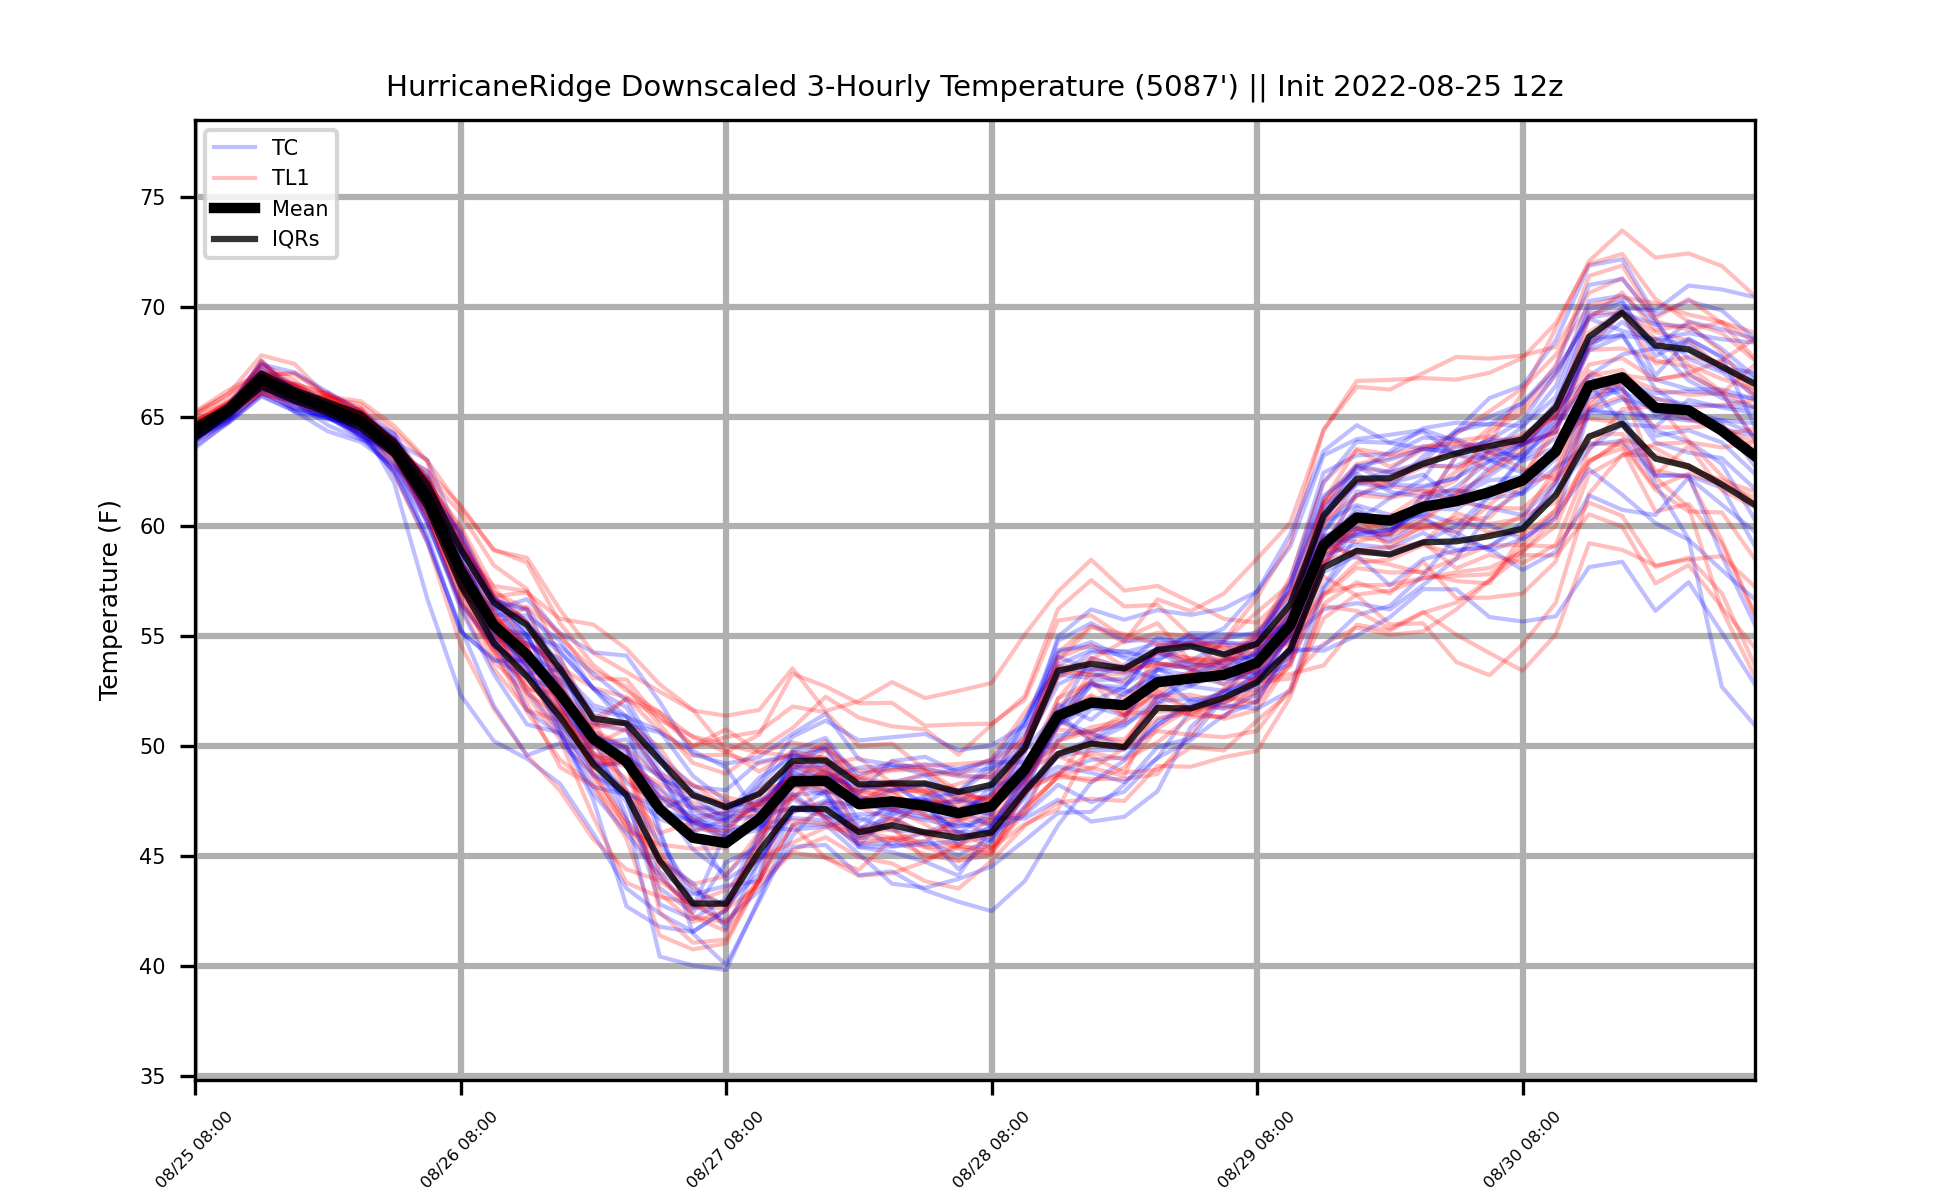 HurricaneRidge Downscaled 3-Hourly Temperature (5087') || Init 2022-08-25 12z
TC
TL1
Mean
IQRs
Temperature (F)
75
70
65
60
55
50
45
40
35
08/25 08:00
08/26 08:00
08/27 08:00
08/28 08:00
08/29 08:00
08/30 08:00